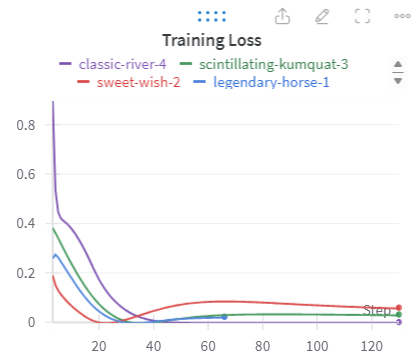 Training Loss
classic-river-4 scintillating-kumquat-3
sweet-wish-2 legendary-horse-1
0.8
0.6
0.4
0.2
Step
0
20 40 60 80 100 120